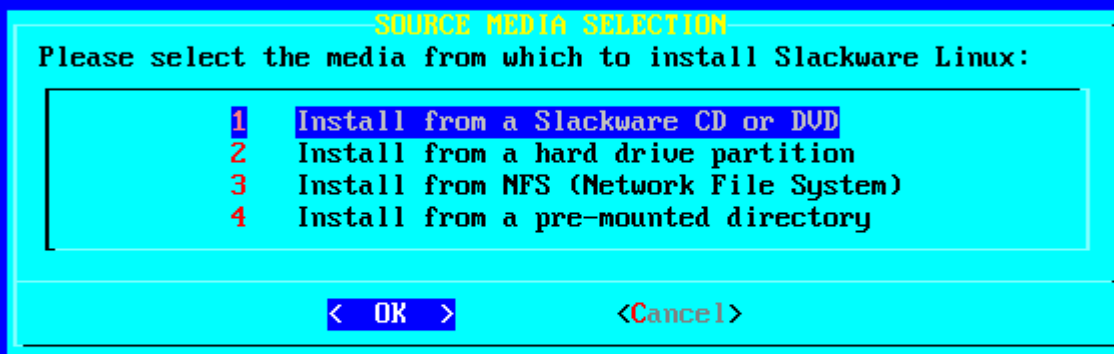 SOURCE MEDIA SELECTION
Please select the media from which to install Slackware Linux:
1 Install from a Slackware CD or DVD
2 Install from a hard drive partition
3 Install from NFS (Network File System)
4 Install from a pre-mounted directory
< OK > <Cancel>